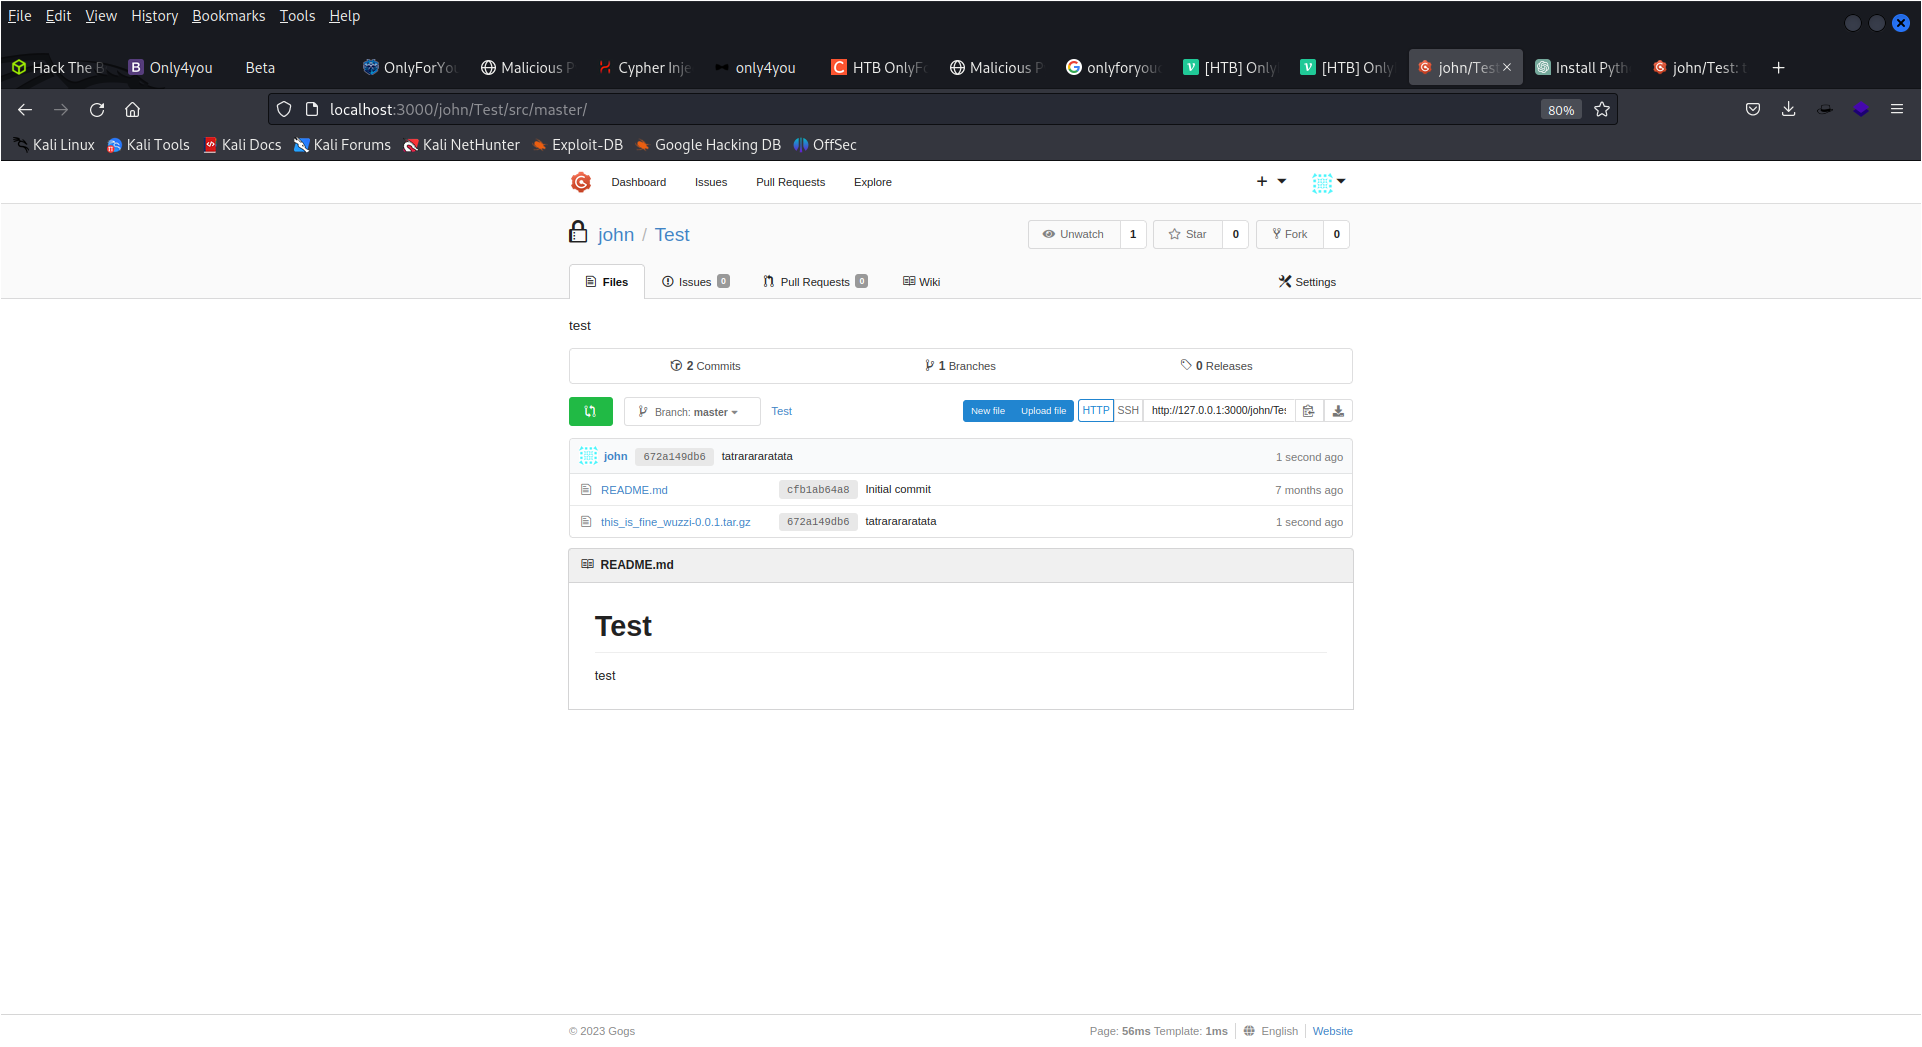 File Edit View History Bookmarks Tools Help
Hack The B Only4you Beta OnlyForYou Malicious P Cypher Inje only4you HTB OnlyFo Malicious P onlyforyou [HTB] Only [HTB] Only john/Test Install Pyth john/Test: t
localhost:3000/john/Test/src/master/ 80%
Kali Linux Kali Tools Kali Docs Kali Forums Kali NetHunter Exploit-DB Google Hacking DB OffSec
Dashboard Issues Pull Requests Explore
john / Test Unwatch 1 Star 0 Fork 0
Files Issues 0 Pull Requests 0 Wiki Settings
test
2 Commits 1 Branches 0 Releases
Branch: master Test New file Upload file HTTP SSH http://127.0.0.1:3000/john/Tes
john 672a149db6 tatrarararatata 1 second ago
README.md cfb1ab64a8 Initial commit 7 months ago
this_is_fine_wuzzi-0.0.1.tar.gz 672a149db6 tatrarararatata 1 second ago
README.md
Test
test
© 2023 Gogs Page: 56ms Template: 1ms English Website